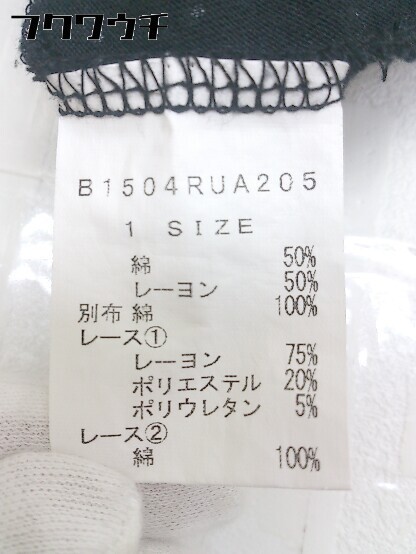 フクウクチ
B1504RUA205
1 SIZE
綿 50%
レーヨン 50%
別布 綿 100%
レース①
レーヨン 75%
ポリエステル 20%
ポリウレタン 5%
レース②
綿 100%